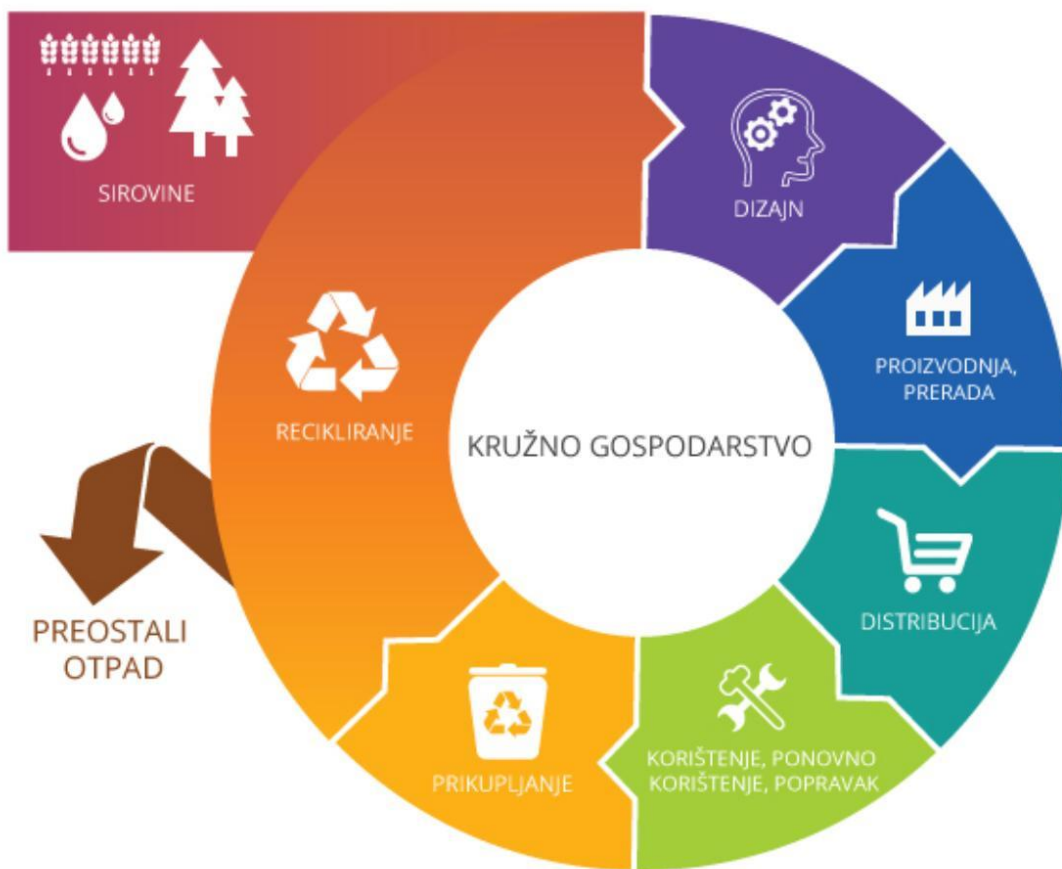 SIROVINE
DIZAJN
PROIZVODNJA,
PRERADA
DISTRIBUCIJA
KORIŠTENJE, PONOVNO
KORIŠTENJE, POPRAVAK
PRIKUPLJANJE
RECIKLIRANJE
KRUŽNO GOSPODARSTVO
PREOSTALI
OTPAD